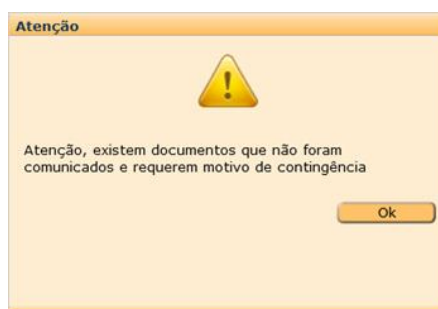 Atenção
Atenção, existem documentos que não foram
comunicados e requerem motivo de contingência
Ok